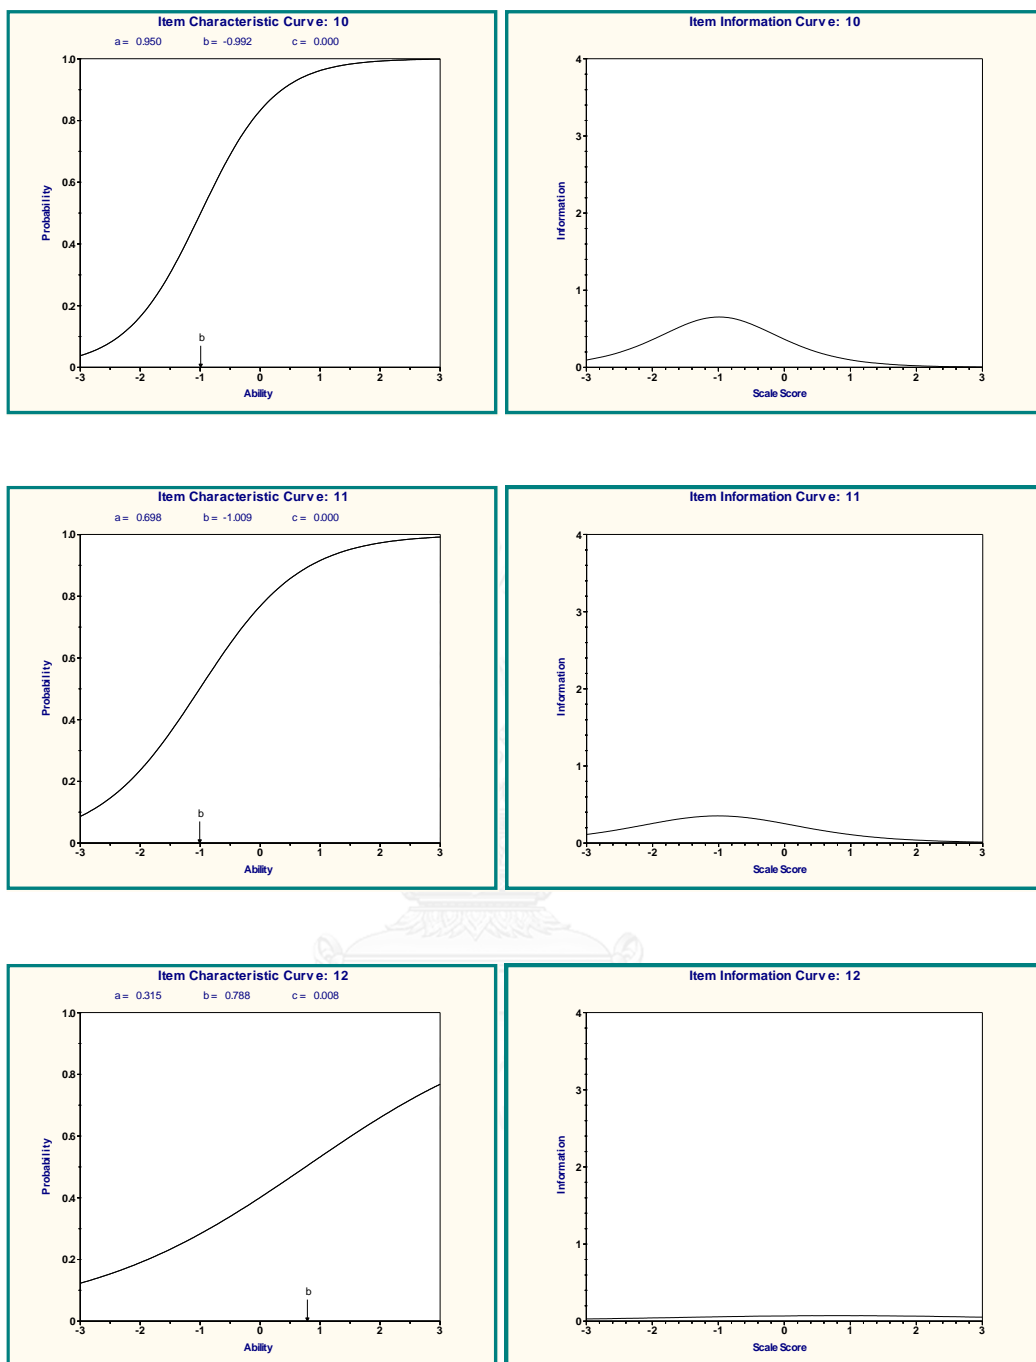 Item Characteristic Curve: 10
a = 0.950 b = -0.992 c = 0.000
1.0
0.8
0.6
0.4
0.2
0
Probability
b
-3 -2 -1 0 1 2 3
Ability
Item Information Curve: 10
4
3
2
1
0
Information
-3 -2 -1 0 1 2 3
Scale Score
Item Characteristic Curve: 11
a = 0.698 b = -1.009 c = 0.000
1.0
0.8
0.6
0.4
0.2
0
Probability
b
-3 -2 -1 0 1 2 3
Ability
Item Information Curve: 11
4
3
2
1
0
Information
-3 -2 -1 0 1 2 3
Scale Score
Item Characteristic Curve: 12
a = 0.315 b = 0.788 c = 0.008
1.0
0.8
0.6
0.4
0.2
0
Probability
b
-3 -2 -1 0 1 2 3
Ability
Item Information Curve: 12
4
3
2
1
0
Information
-3 -2 -1 0 1 2 3
Scale Score